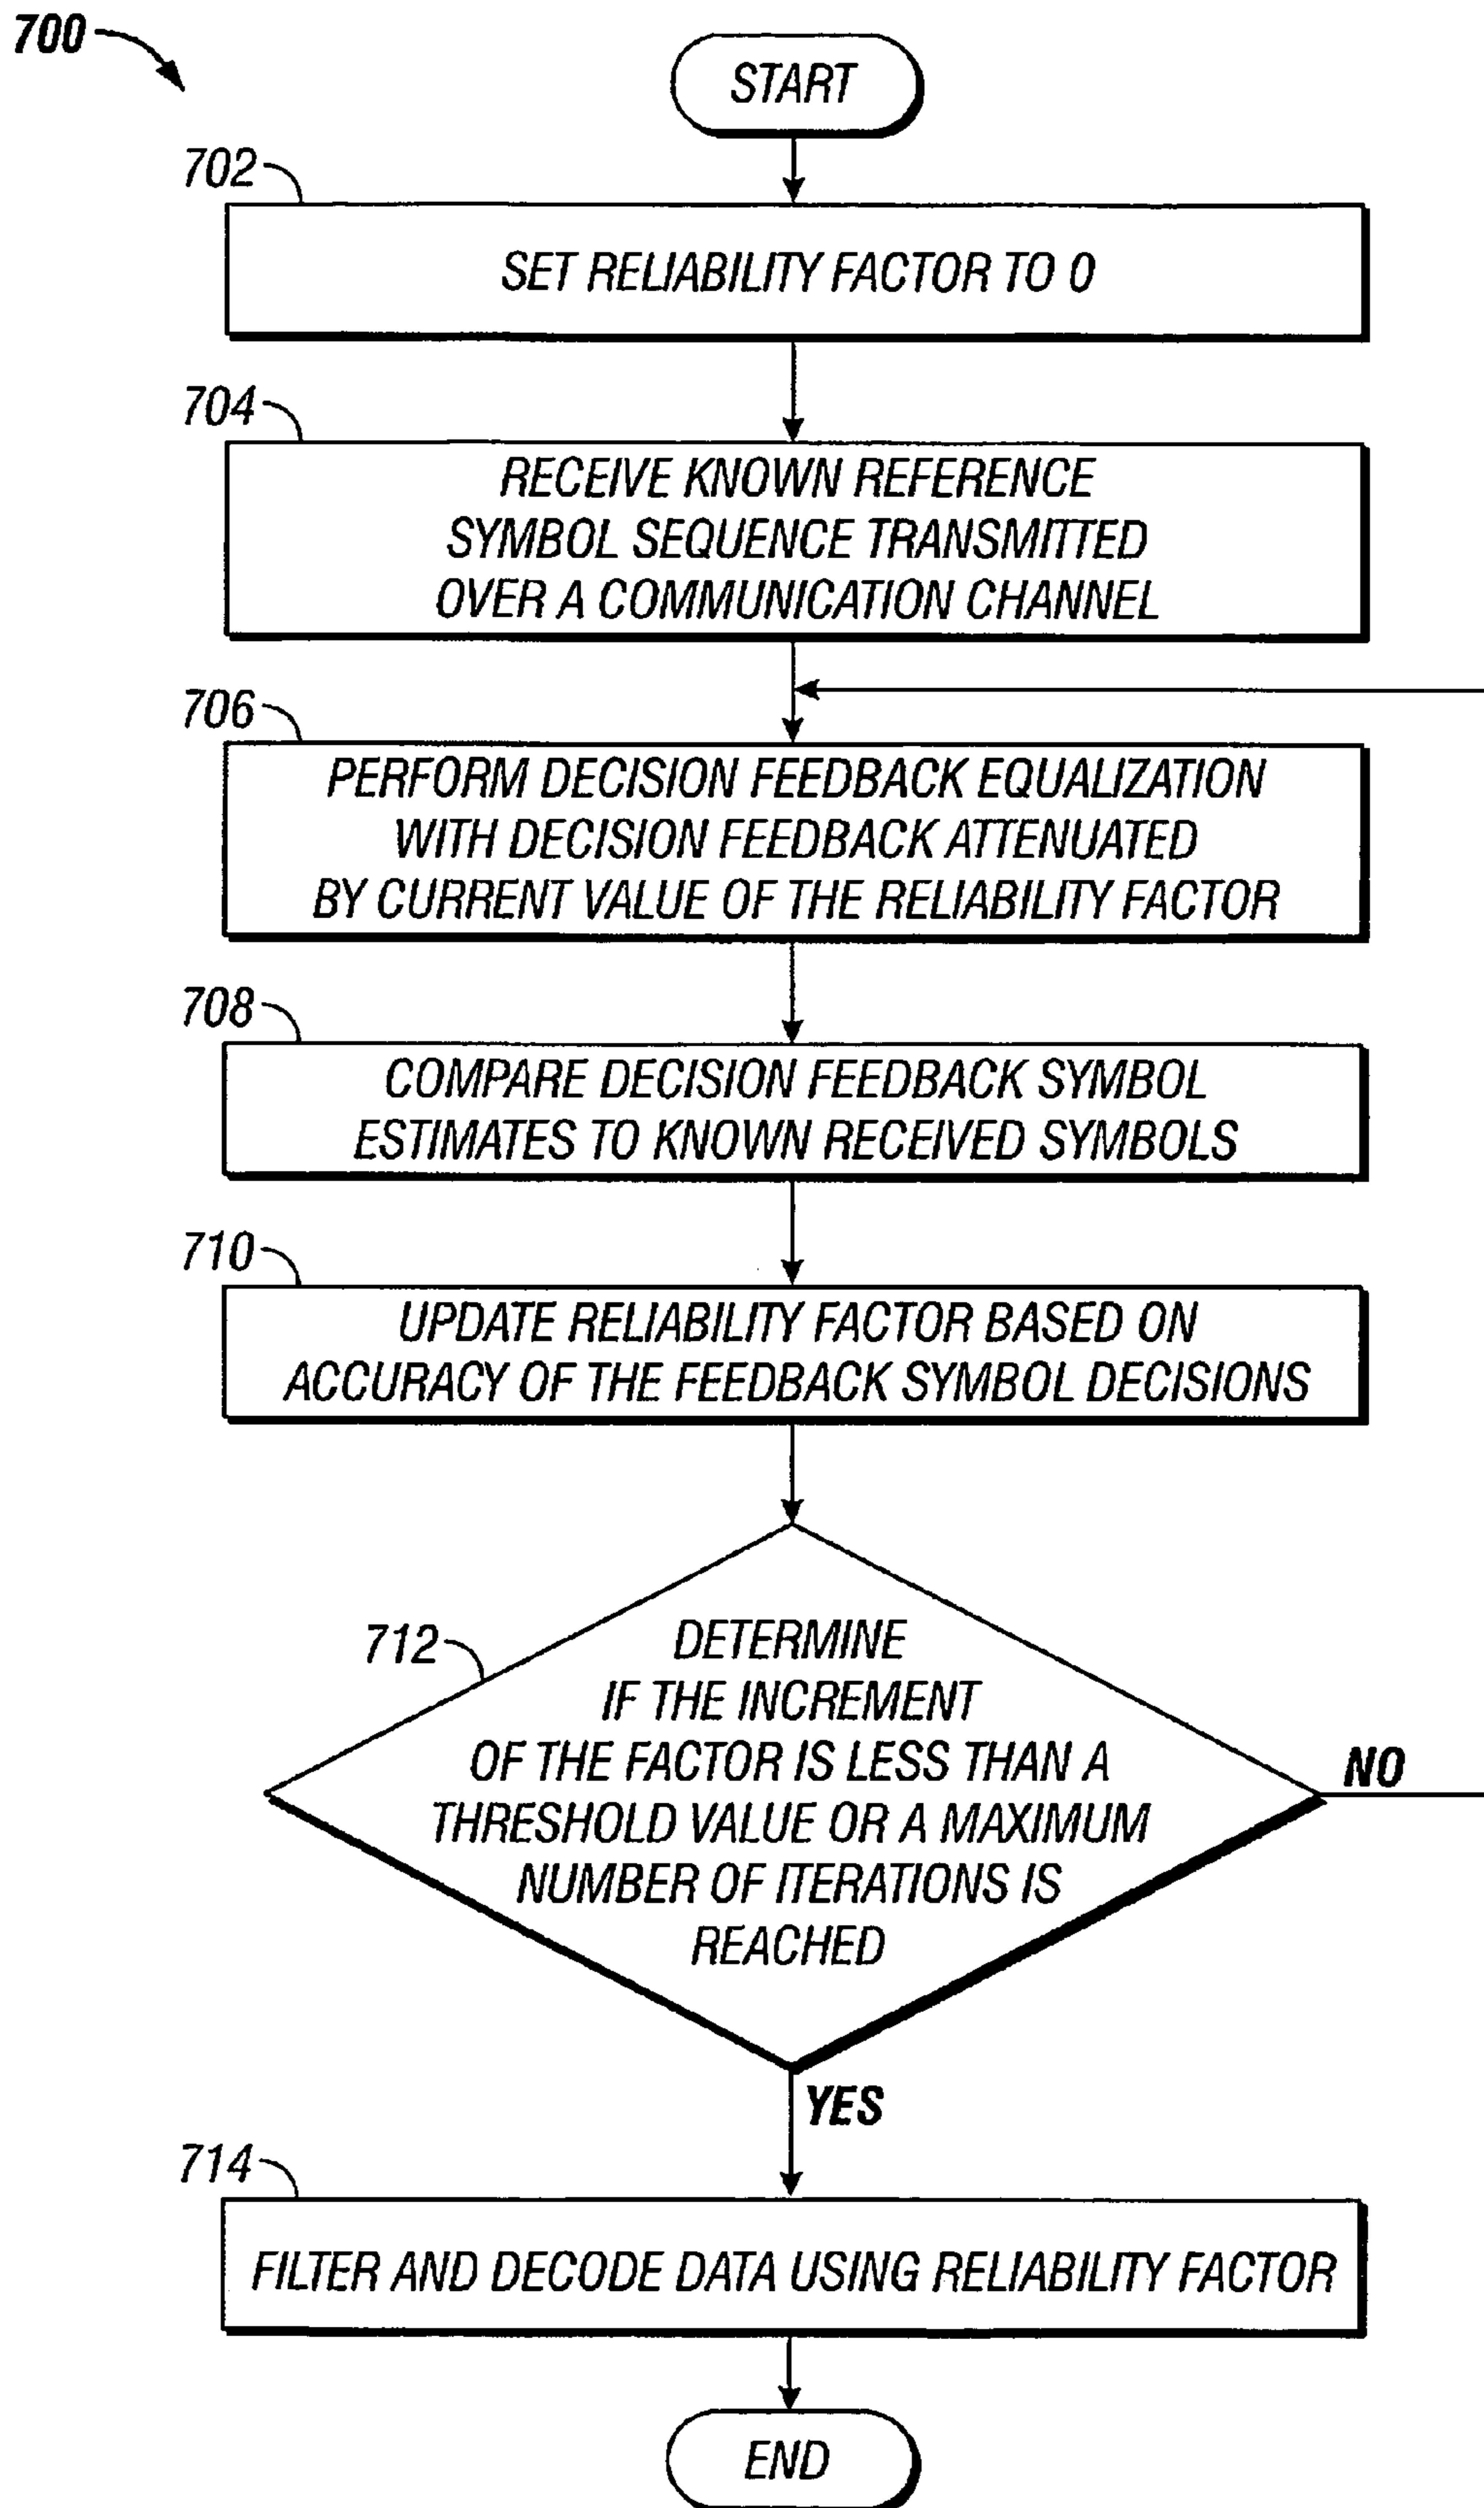 700
START
702
SET RELIABILITY FACTOR TO 0
704
RECEIVE KNOWN REFERENCE
SYMBOL SEQUENCE TRANSMITTED
OVER A COMMUNICATION CHANNEL
706
PERFORM DECISION FEEDBACK EQUALIZATION
WITH DECISION FEEDBACK ATTENUATED
BY CURRENT VALUE OF THE RELIABILITY FACTOR
708
COMPARE DECISION FEEDBACK SYMBOL
ESTIMATES TO KNOWN RECEIVED SYMBOLS
710
UPDATE RELIABILITY FACTOR BASED ON
ACCURACY OF THE FEEDBACK SYMBOL DECISIONS
712
DETERMINE
IF THE INCREMENT
OF THE FACTOR IS LESS THAN A
THRESHOLD VALUE OR A MAXIMUM
NUMBER OF ITERATIONS IS
REACHED
NO
YES
714
FILTER AND DECODE DATA USING RELIABILITY FACTOR
END